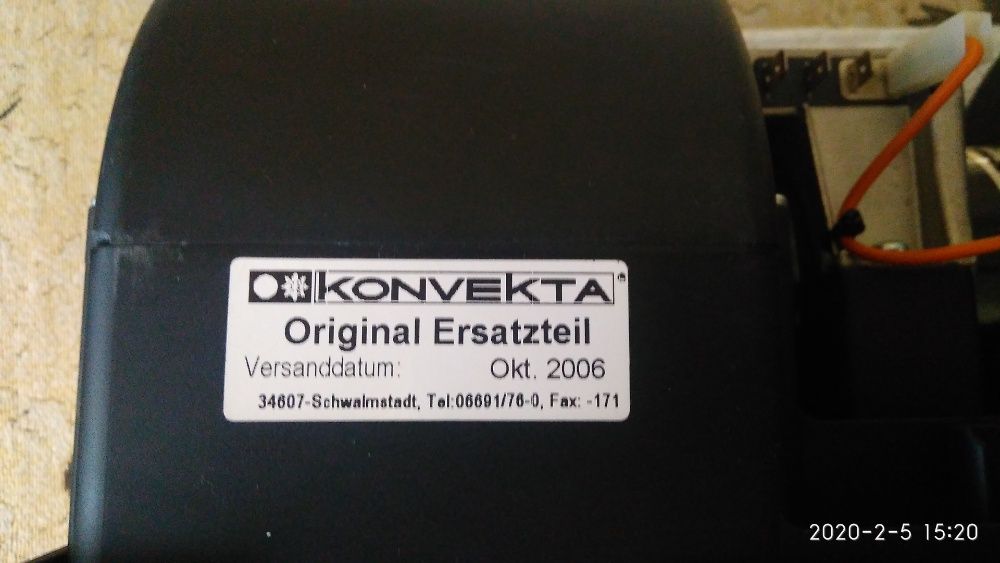 KONVEKTA
Original Ersatzteil
Versanddatum: Okt. 2006
34607-Schwalmstadt, Tel:06691/76-0, Fax: -171
2020-2-5 15:20